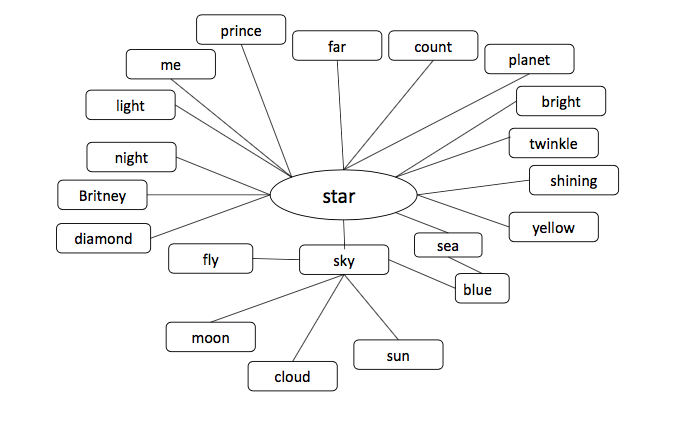 prince
far
count
planet
me
light
bright
twinkle
night
shining
Britney
star
yellow
diamond
sea
fly
sky
blue
moon
sun
cloud